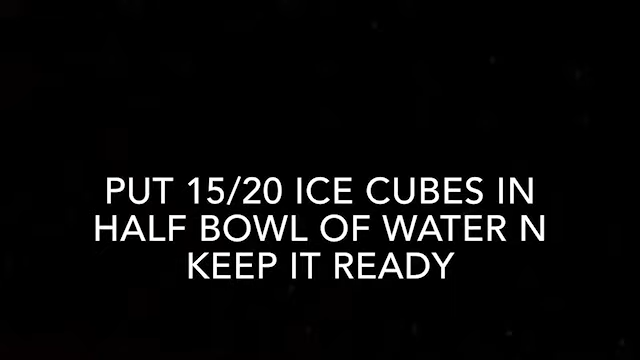 PUT 15/20 ICE CUBES IN
HALF BOWL OF WATER N
KEEP IT READY